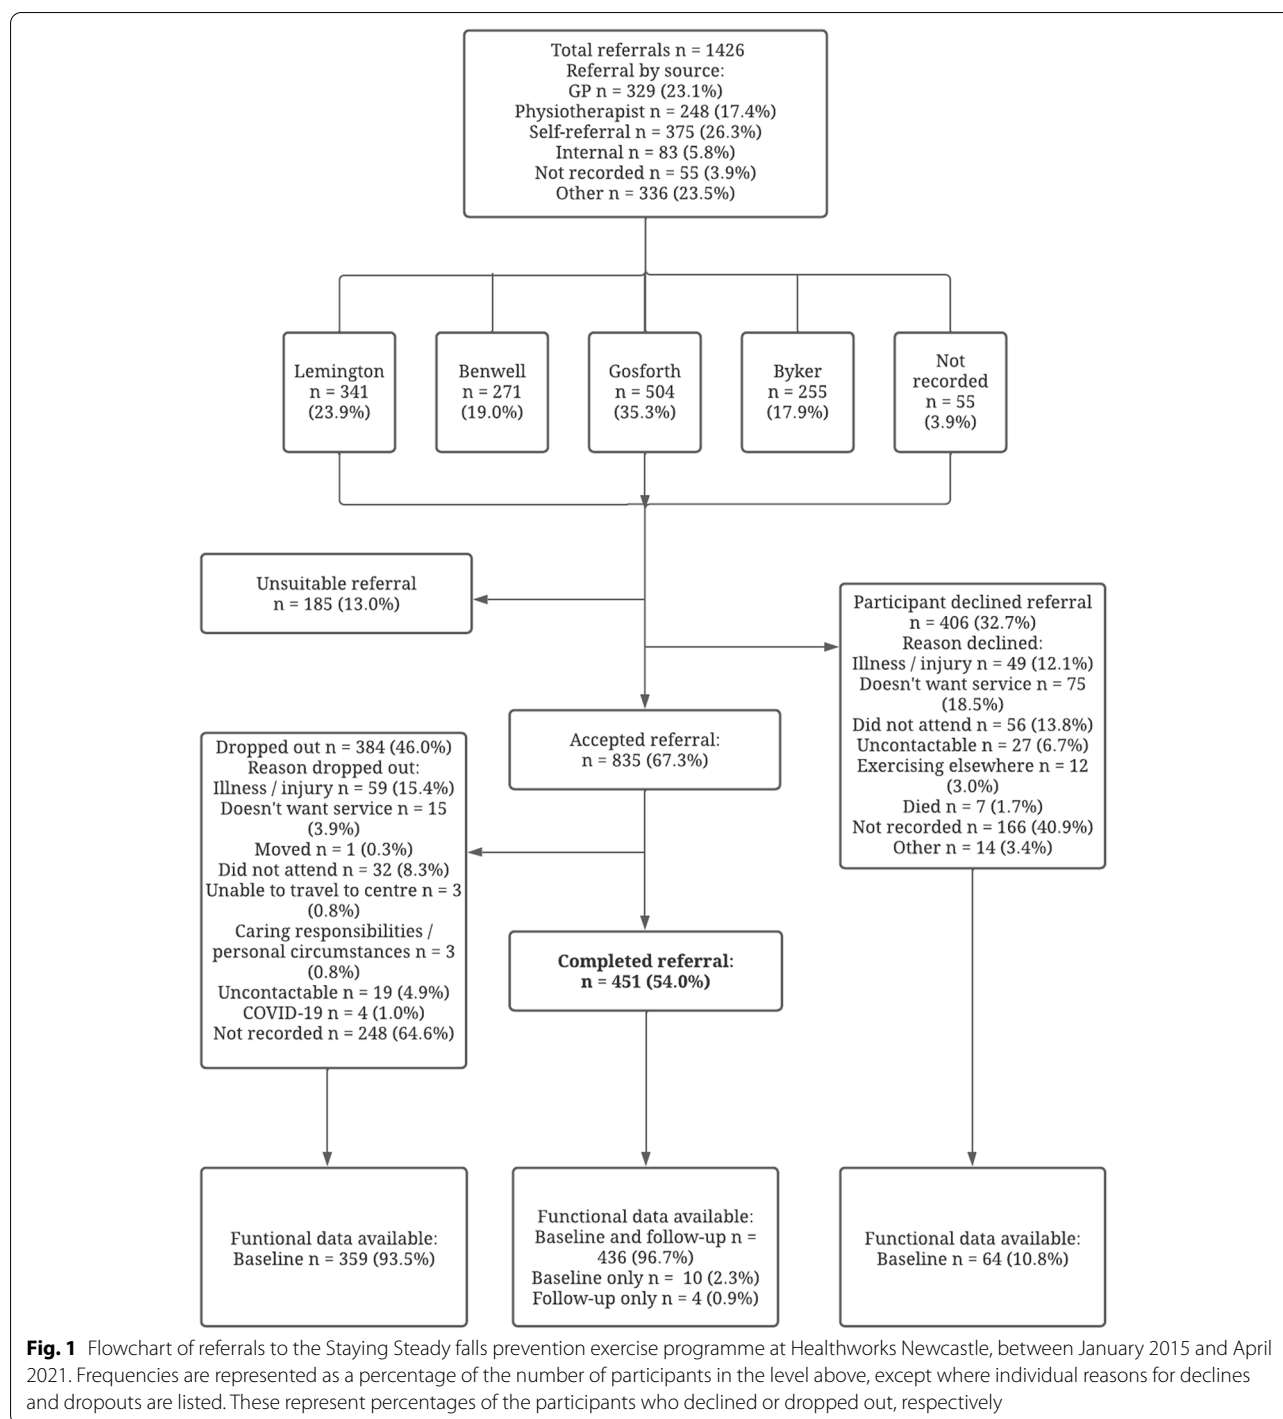 Total referrals n = 1426
Referral by source:
GP n = 329 (23.1%)
Physiotherapist n = 248 (17.4%)
Self-referral n = 375 (26.3%)
Internal n = 83 (5.8%)
Not recorded n = 55 (3.9%)
Other n = 336 (23.5%)
Lemington
n = 341
(23.9%)
Benwell
n = 271
(19.0%)
Gosforth
n = 504
(35.3%)
Byker
n = 255
(17.9%)
Not
recorded
n = 55
(3.9%)
Unsuitable referral
n = 185 (13.0%)
Participant declined referral
n = 406 (32.7%)
Reason declined:
Illness / injury n = 49 (12.1%)
Doesn't want service n = 75
(18.5%)
Did not attend n = 56 (13.8%)
Uncontactable n = 27 (6.7%)
Exercising elsewhere n = 12
(3.0%)
Died n = 7 (1.7%)
Not recorded n = 166 (40.9%)
Other n = 14 (3.4%)
Accepted referral:
n = 835 (67.3%)
Dropped out n = 384 (46.0%)
Reason dropped out:
Illness / injury n = 59 (15.4%)
Doesn't want service n = 15
(3.9%)
Moved n = 1 (0.3%)
Did not attend n = 32 (8.3%)
Unable to travel to centre n = 3
(0.8%)
Caring responsibilities /
personal circumstances n = 3
(0.8%)
Uncontactable n = 19 (4.9%)
COVID-19 n = 4 (1.0%)
Not recorded n = 248 (64.6%)
Completed referral:
n = 451 (54.0%)
Funtional data available:
Baseline n = 359 (93.5%)
Functional data available:
Baseline and follow-up n =
436 (96.7%)
Baseline only n = 10 (2.3%)
Follow-up only n = 4 (0.9%)
Functional data available:
Baseline n = 64 (10.8%)
Fig. 1 Flowchart of referrals to the Staying Steady falls prevention exercise programme at Healthworks Newcastle, between January 2015 and April
2021. Frequencies are represented as a percentage of the number of participants in the level above, except where individual reasons for declines
and dropouts are listed. These represent percentages of the participants who declined or dropped out, respectively